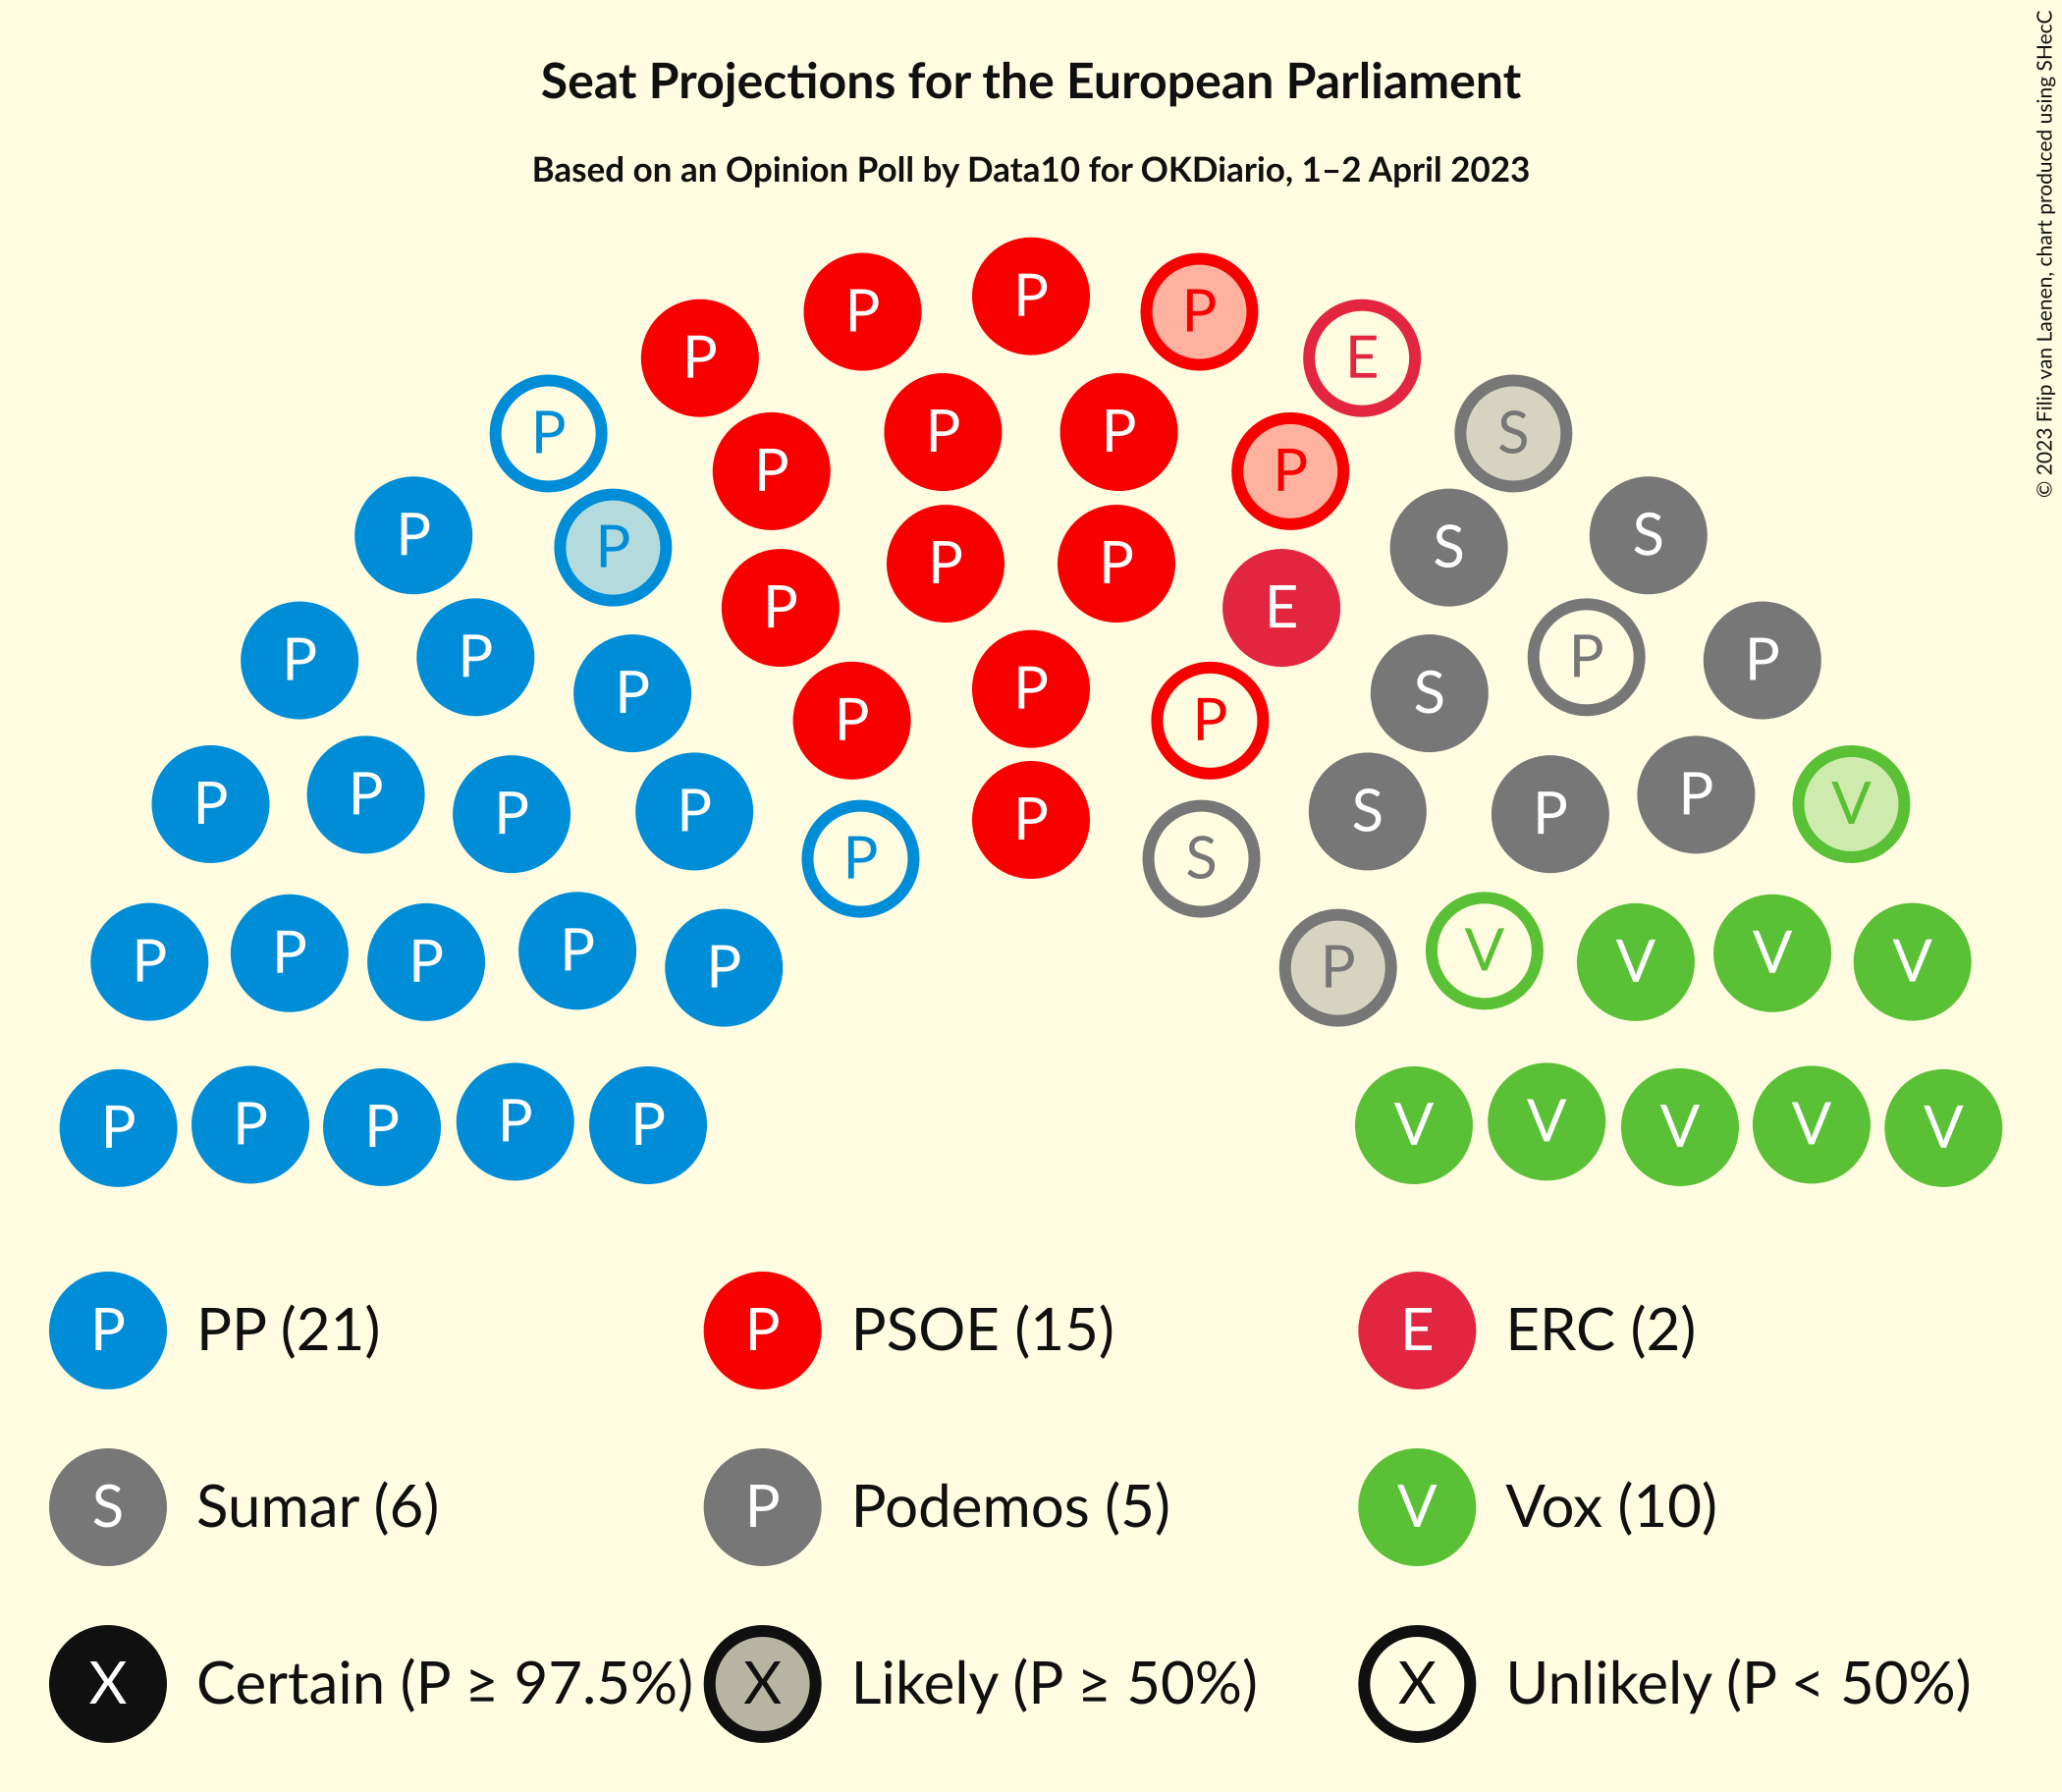 Seat Projections for the European Parliament
Based on an Opinion Poll by Data10 for OKDiario, 1–2 April 2023
© 2023 Filip van Laenen, chart produced using SHecC
P
P P
P P E
P P P P S
P P P S S
P P P E
P P P P
P P S P
P P P
P P P V
P P S P
P P S
P P P P V V V V
P P
P P P P P V V V V V
P PP (21) P PSOE (15) E ERC (2)
S Sumar (6) P Podemos (5) V Vox (10)
X Certain (P ≥ 97.5%) X Likely (P ≥ 50%) X Unlikely (P < 50%)